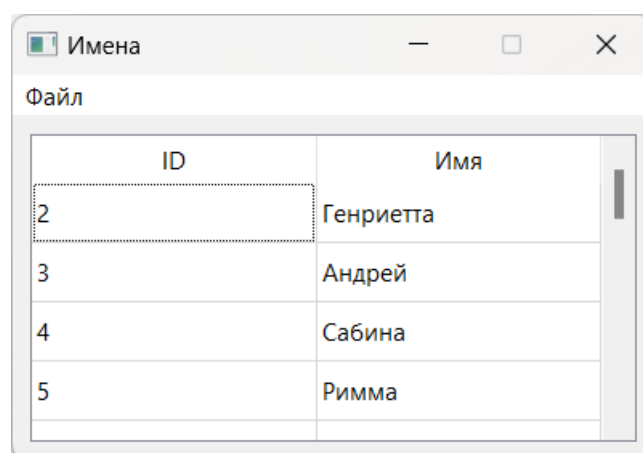 Имена
Файл
ID Имя
2 Генриетта
3 Андрей
4 Сабина
5 Римма